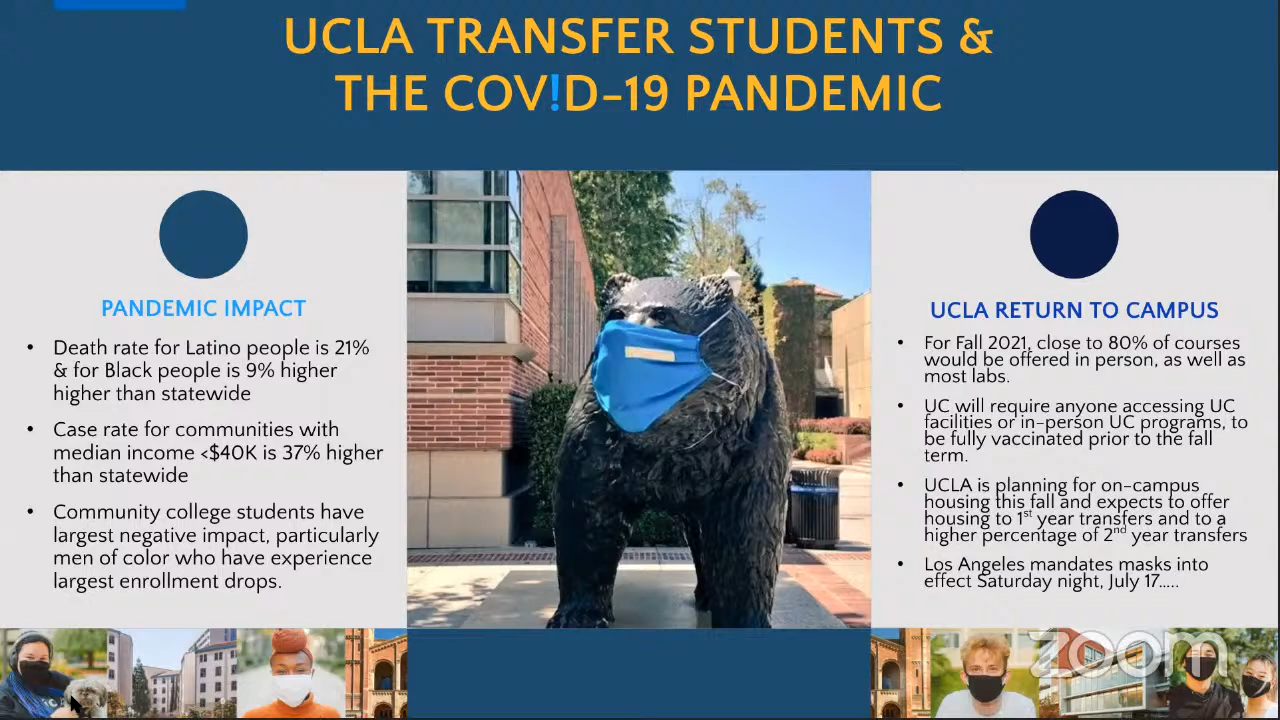 UCLA TRANSFER STUDENTS &
THE COV!D-19 PANDEMIC
PANDEMIC IMPACT
• Death rate for Latino people is 21%
& for Black people is 9% higher
higher than statewide
• Case rate for communities with
median income <$40K is 37% higher
than statewide
• Community college students have
largest negative impact, particularly
men of color who have experience
largest enrollment drops.
UCLA RETURN TO CAMPUS
• For Fall 2021, close to 80% of courses
would be offered in person, as well as
most labs.
• UC will require anyone accessing UC
facilities or in-person UC programs, to
be fully vaccinated prior to the fall
term.
• UCLA is planning for on-campus
housing this fall and expects to offer
housing to 1st year transfers and to a
higher percentage of 2nd year transfers
• Los Angeles mandates masks into
effect Saturday night, July 17.....
zoom